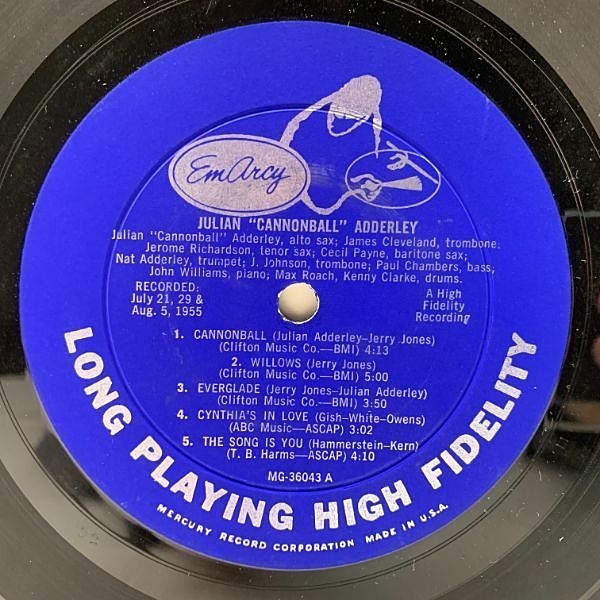 EmArcy
JULIAN "CANNONBALL" ADDERLEY
Julian "Cannonball" Adderley, alto sax; James Cleveland, trombone;
Jerome Richardson, tenor sax; Cecil Payne, baritone sax;
Nat Adderley, trumpet; J. Johnson, trombone; Paul Chambers, bass;
John Williams, piano; Max Roach, Kenny Clarke, drums.
RECORDED:
July 21, 29 &
Aug. 5, 1955
A High
Fidelity
Recording
1. CANNONBALL (Julian Adderley–Jerry Jones)
(Clifton Music Co.—BMI) 4:13
2. WILLOWS (Jerry Jones)
(Clifton Music Co.—BMI) 5:00
3. EVERGLADE (Jerry Jones–Julian Adderley)
(Clifton Music Co.—BMI) 3:50
4. CYNTHIA'S IN LOVE (Gish–White–Owens)
(ABC Music—ASCAP) 3:02
5. THE SONG IS YOU (Hammerstein–Kern)
(T. B. Harms—ASCAP) 4:10
MG-36043 A
LONG PLAYING HIGH FIDELITY
MERCURY RECORD CORPORATION MADE IN U.S.A.